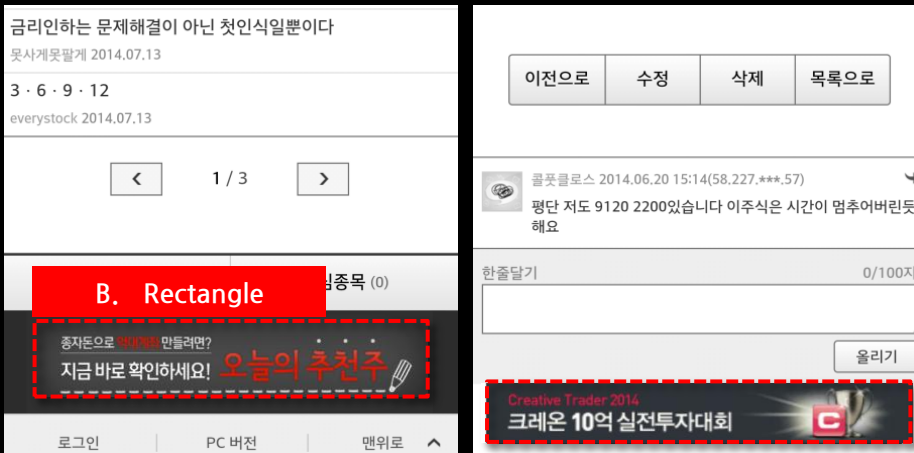 금리인하는 문제해결이 아닌 첫인식일뿐이다
못사게못팔게 2014.07.13
3 · 6 · 9 · 12
everystock 2014.07.13
1 / 3
심종목 (0)
B. Rectangle
종자돈으로 억대계좌 만들려면?
지금 바로 확인하세요! 오늘의 추천주
로그인
PC 버전
맨위로
이전으로
수정
삭제
목록으로
콜풋클로스 2014.06.20 15:14(58.227.***.57)
평단 저도 9120 2200있습니다 이주식은 시간이 멈추어버린듯
해요
한줄달기
0/100자
올리기
Creative Trader 2014
크레온 10억 실전투자대회
C